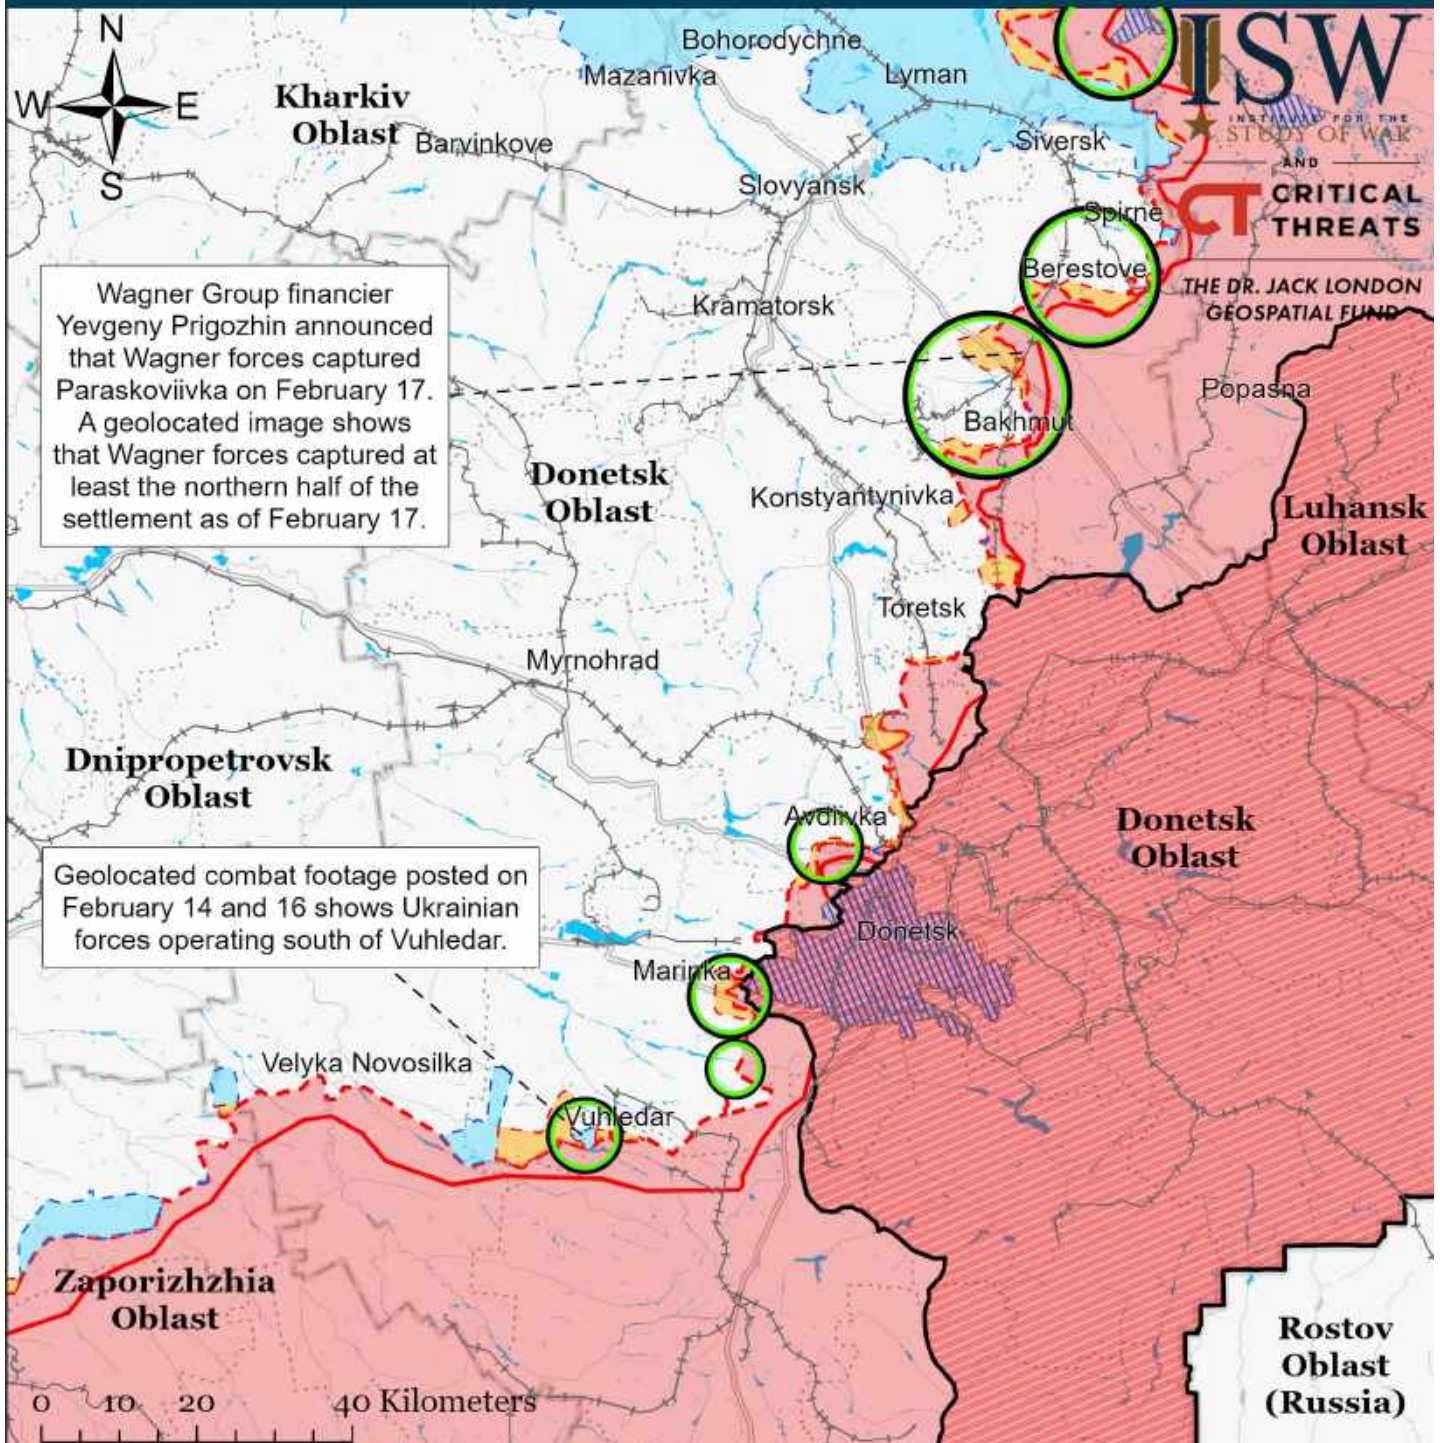 N
W E
S
Kharkiv
Oblast
Barvinkove
Bohorodychne
Mazanivka
Lyman
Siversk
Slovyansk
Spirne
Berestove
Kramatorsk
Bakhmut
Popasna
ISW
INSTITUTE FOR THE
STUDY OF WAR
AND
CT CRITICAL
THREATS
THE DR. JACK LONDON
GEOSPATIAL FUND
Wagner Group financier
Yevgeny Prigozhin announced
that Wagner forces captured
Paraskoviivka on February 17.
A geolocated image shows
that Wagner forces captured at
least the northern half of the
settlement as of February 17.
Donetsk
Oblast
Konstyantynivka
Luhansk
Oblast
Toretsk
Myrnohrad
Dnipropetrovsk
Oblast
Avdiivka
Donetsk
Oblast
Geolocated combat footage posted on
February 14 and 16 shows Ukrainian
forces operating south of Vuhledar.
Donetsk
Marinka
Velyka Novosilka
Vuhledar
Zaporizhzhia
Oblast
Rostov
Oblast
(Russia)
0 10 20 40 Kilometers